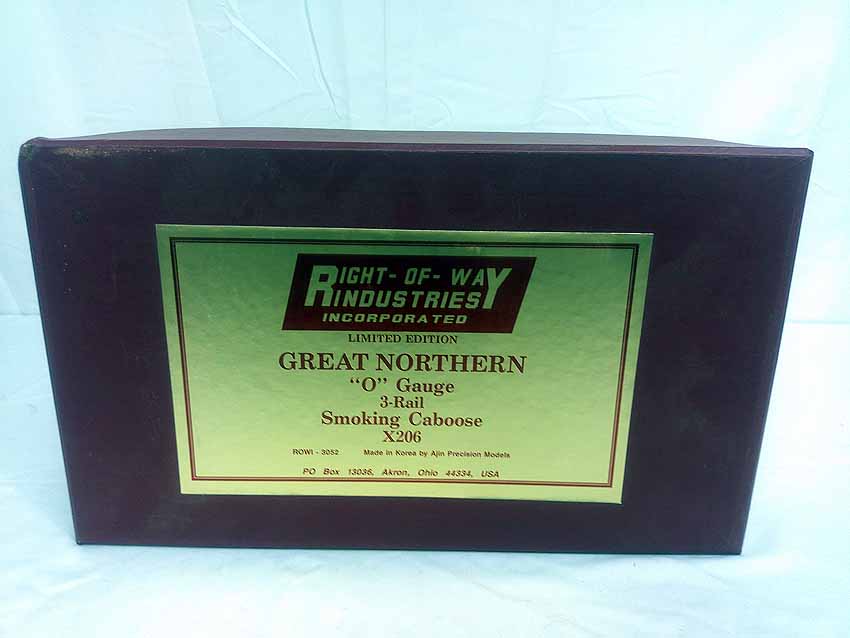 RIGHT-OF-WAY
INDUSTRIES
INCORPORATED
LIMITED EDITION
GREAT NORTHERN
"O" Gauge
3-Rail
Smoking Caboose
X206
ROWI - 3052 Made in Korea by Ajin Precision Models
PO Box 13036, Akron, Ohio 44334, USA